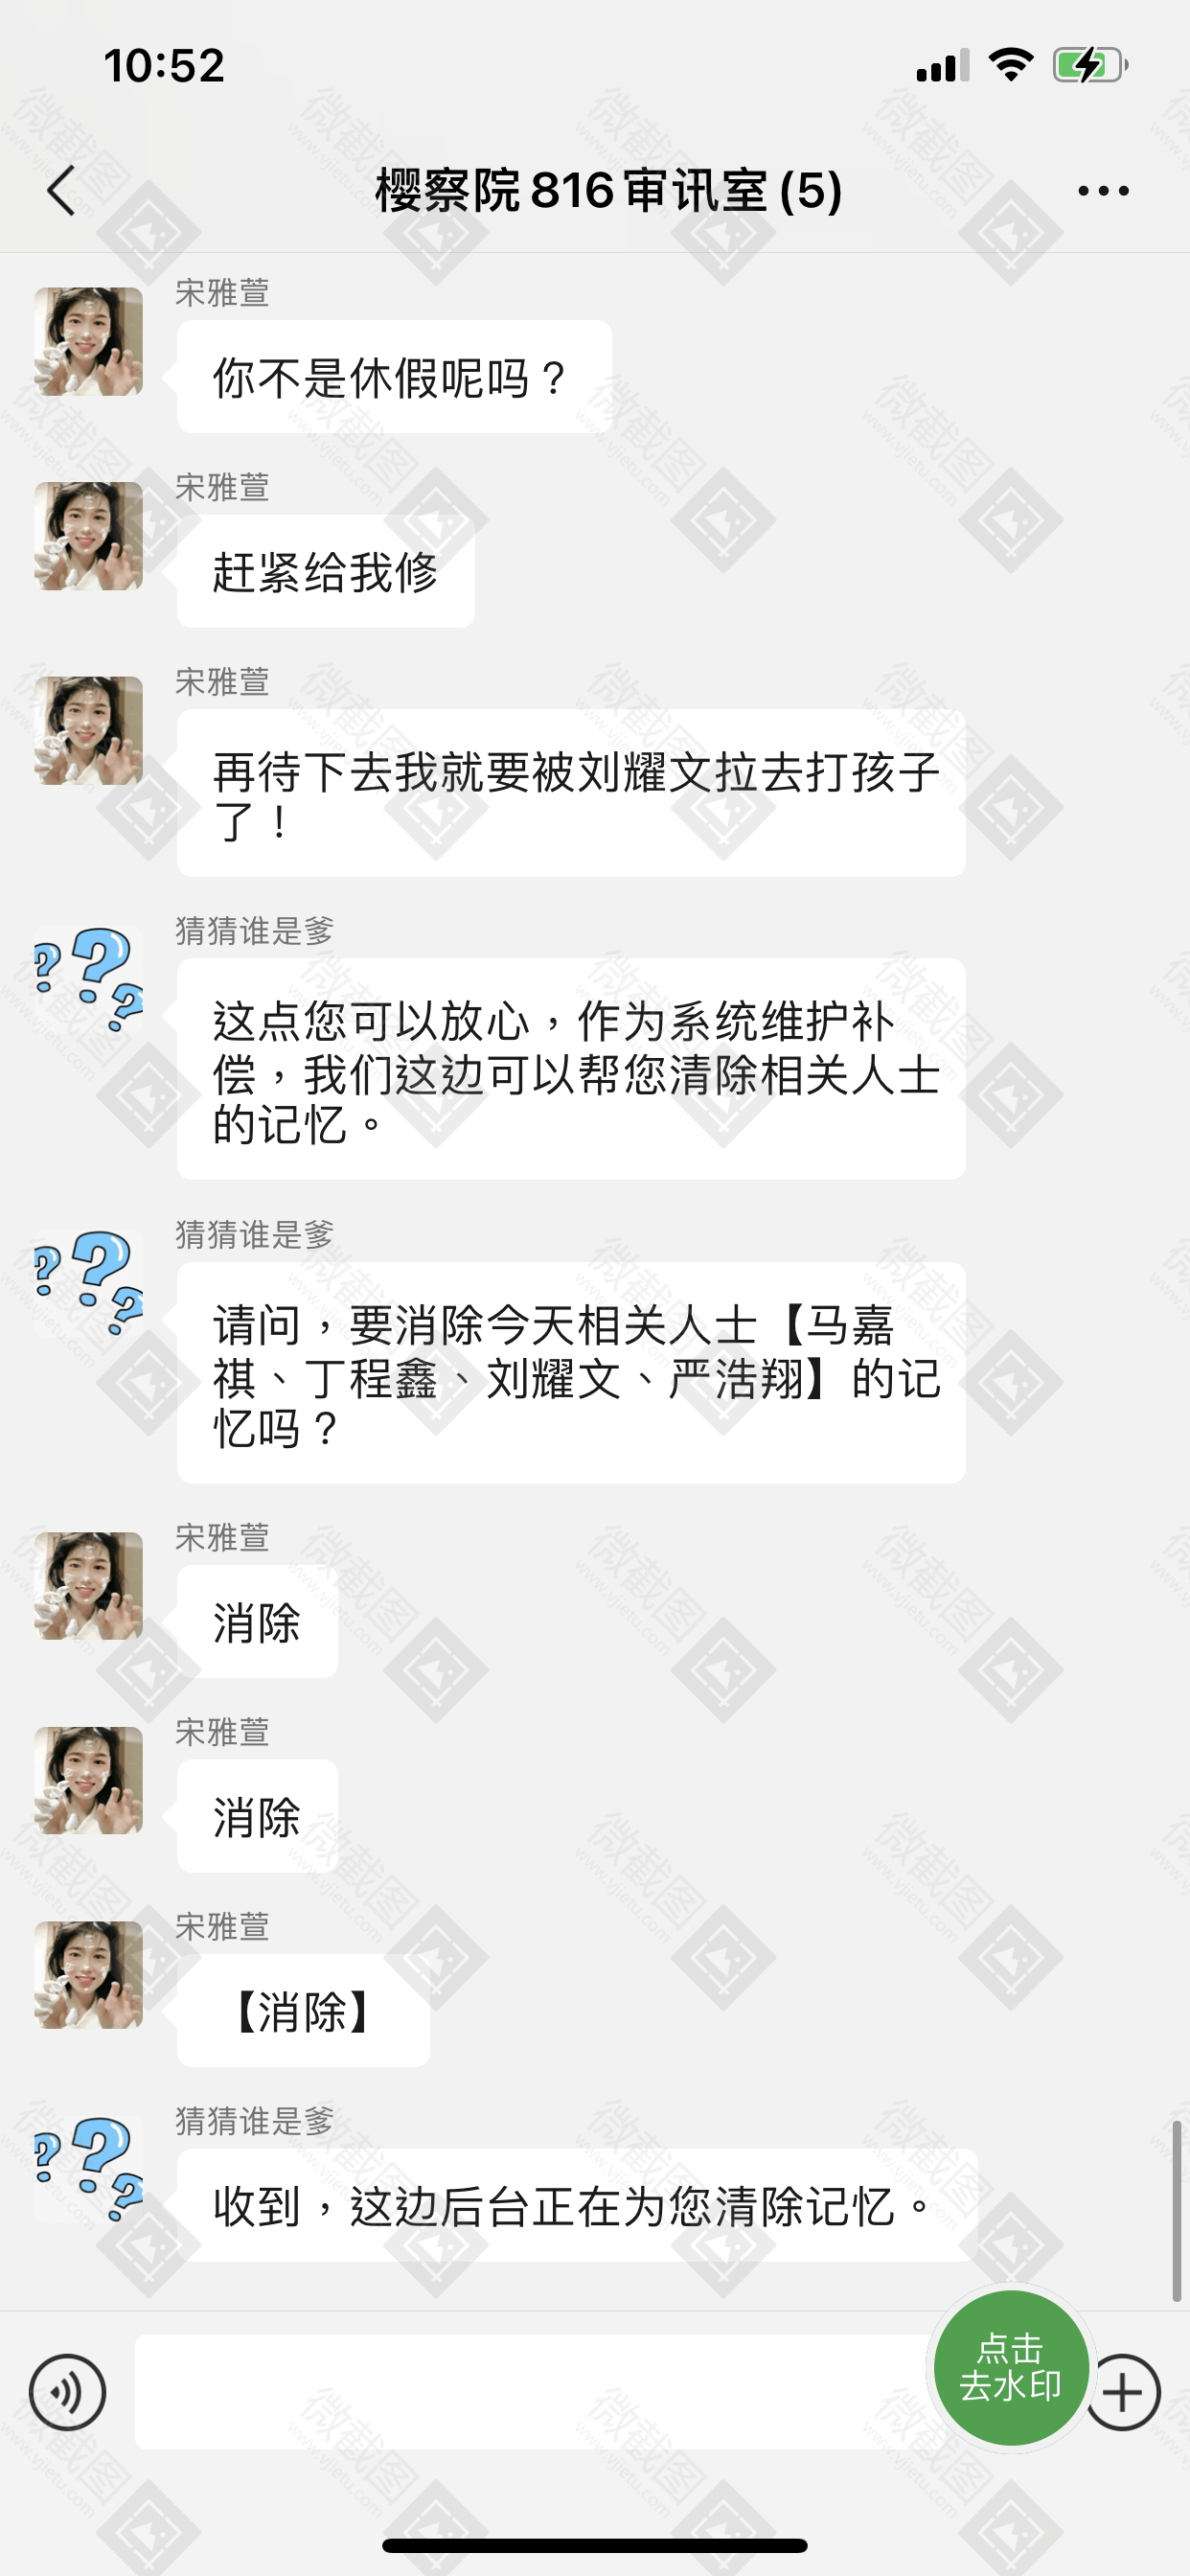 10:52
樱察院816审讯室(5)
宋雅萱
你不是休假呢吗？
宋雅萱
赶紧给我修
宋雅萱
再待下去我就要被刘耀文拉去打孩子
了！
猜猜谁是爹
这点您可以放心，作为系统维护补
偿，我们这边可以帮您清除相关人士
的记忆。
猜猜谁是爹
请问，要消除今天相关人士【马嘉
祺、丁程鑫、刘耀文、严浩翔】的记
忆吗？
宋雅萱
消除
宋雅萱
消除
宋雅萱
【消除】
猜猜谁是爹
收到，这边后台正在为您清除记忆。
点击
去水印
微截图
www.vjietu.com